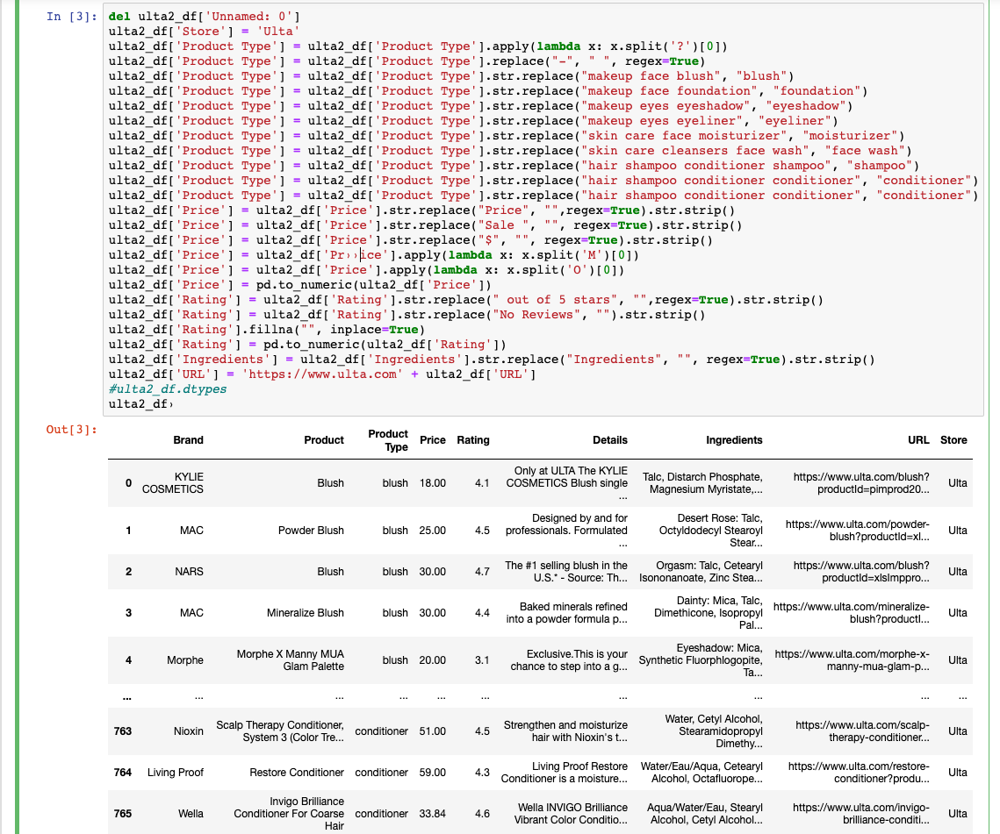 In [3]:
del ulta2_df['Unnamed: 0']
ulta2_df['Store'] = 'Ulta'
ulta2_df['Product Type'] = ulta2_df['Product Type'].apply(lambda x: x.split('?')[0])
ulta2_df['Product Type'] = ulta2_df['Product Type'].replace("-", " ", regex=True)
ulta2_df['Product Type'] = ulta2_df['Product Type'].str.replace("makeup face blush", "blush")
ulta2_df['Product Type'] = ulta2_df['Product Type'].str.replace("makeup face foundation", "foundation")
ulta2_df['Product Type'] = ulta2_df['Product Type'].str.replace("makeup eyes eyeshadow", "eyeshadow")
ulta2_df['Product Type'] = ulta2_df['Product Type'].str.replace("makeup eyes eyeliner", "eyeliner")
ulta2_df['Product Type'] = ulta2_df['Product Type'].str.replace("skin care face moisturizer", "moisturizer")
ulta2_df['Product Type'] = ulta2_df['Product Type'].str.replace("skin care cleansers face wash", "face wash")
ulta2_df['Product Type'] = ulta2_df['Product Type'].str.replace("hair shampoo conditioner shampoo", "shampoo")
ulta2_df['Product Type'] = ulta2_df['Product Type'].str.replace("hair shampoo conditioner conditioner", "conditioner")
ulta2_df['Product Type'] = ulta2_df['Product Type'].str.replace("hair shampoo conditioner conditioner", "conditioner")
ulta2_df['Price'] = ulta2_df['Price'].str.replace("Price", "",regex=True).str.strip()
ulta2_df['Price'] = ulta2_df['Price'].str.replace("Sale ", "", regex=True).str.strip()
ulta2_df['Price'] = ulta2_df['Price'].str.replace("$", "", regex=True).str.strip()
ulta2_df['Price'] = ulta2_df['Pr››ice'].apply(lambda x: x.split('M')[0])
ulta2_df['Price'] = ulta2_df['Price'].apply(lambda x: x.split('O')[0])
ulta2_df['Price'] = pd.to_numeric(ulta2_df['Price'])
ulta2_df['Rating'] = ulta2_df['Rating'].str.replace(" out of 5 stars", "",regex=True).str.strip()
ulta2_df['Rating'] = ulta2_df['Rating'].str.replace("No Reviews", "").str.strip()
ulta2_df['Rating'].fillna("", inplace=True)
ulta2_df['Rating'] = pd.to_numeric(ulta2_df['Rating'])
ulta2_df['Ingredients'] = ulta2_df['Ingredients'].str.replace("Ingredients", "", regex=True).str.strip()
ulta2_df['URL'] = 'https://www.ulta.com' + ulta2_df['URL']
#ulta2_df.dtypes
ulta2_df›
Out[3]:
Brand Product Product Type Price Rating Details Ingredients URL Store
0 KYLIE COSMETICS Blush blush 18.00 4.1 Only at ULTA The KYLIE COSMETICS Blush single ... Talc, Distarch Phosphate, Magnesium Myristate,... https://www.ulta.com/blush?productId=pimprod20... Ulta
1 MAC Powder Blush blush 25.00 4.5 Designed by and for professionals. Formulated ... Desert Rose: Talc, Octyldodecyl Stearoyl Stear... https://www.ulta.com/powder-blush?productId=xl... Ulta
2 NARS Blush blush 30.00 4.7 The #1 selling blush in the U.S.* - Source: Th... Orgasm: Talc, Cetearyl Isononanoate, Zinc Stea... https://www.ulta.com/blush?productId=xlsImppro... Ulta
3 MAC Mineralize Blush blush 30.00 4.4 Baked minerals refined into a powder formula p... Dainty: Mica, Talc, Dimethicone, Isopropyl Pal... https://www.ulta.com/mineralize-blush?productI... Ulta
4 Morphe Morphe X Manny MUA Glam Palette blush 20.00 3.1 Exclusive.This is your chance to step into a g... Eyeshadow: Mica, Synthetic Fluorphlogopite, Ta... https://www.ulta.com/morphe-x-manny-mua-glam-p... Ulta
... ... ... ... ... ... ... ... ... ...
763 Nioxin Scalp Therapy Conditioner, System 3 (Color Tre... conditioner 51.00 4.5 Strengthen and moisturize hair with Nioxin's t... Water, Cetyl Alcohol, Stearamidopropyl Dimethy... https://www.ulta.com/scalp-therapy-conditioner... Ulta
764 Living Proof Restore Conditioner conditioner 59.00 4.3 Living Proof Restore Conditioner is a moisture... Water/Eau/Aqua, Cetearyl Alcohol, Octafluorope... https://www.ulta.com/restore-conditioner?produ... Ulta
765 Wella Invigo Brilliance Conditioner For Coarse Hair conditioner 33.84 4.6 Wella INVIGO Brilliance Vibrant Color Conditio... Aqua/Water/Eau, Stearyl Alcohol, Cetyl Alcohol... https://www.ulta.com/invigo-brilliance-conditi... Ulta